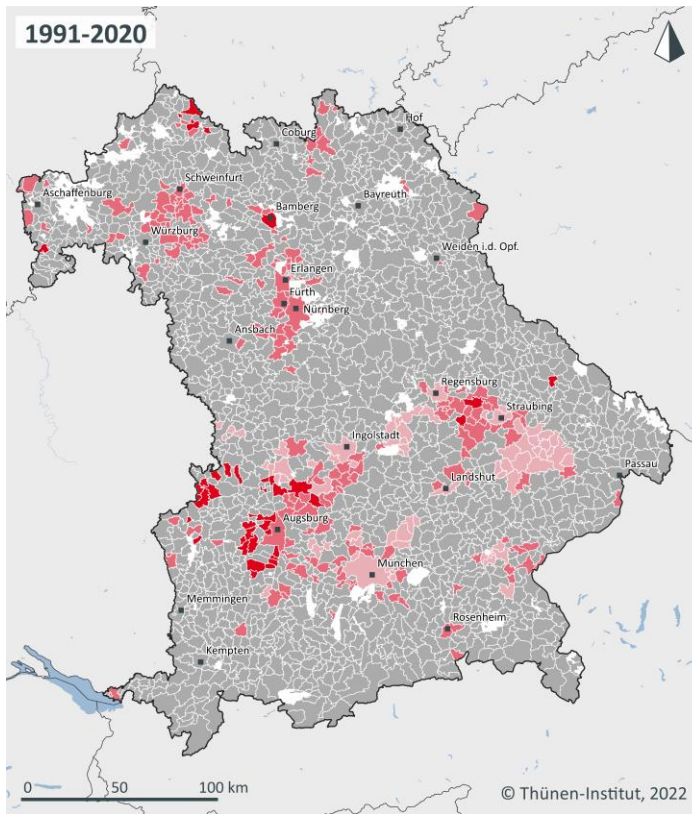 1991-2020
Hof
Coburg
Schweinfurt
Aschaffenburg
Bamberg
Bayreuth
Würzburg
Weiden i.d. Opf.
Erlangen
Fürth
Nürnberg
Ansbach
Regensburg
Straubing
Ingolstadt
Passau
Landshut
Augsburg
München
Memmingen
Rosenheim
Kempten
0 50 100 km
© Thünen-Institut, 2022